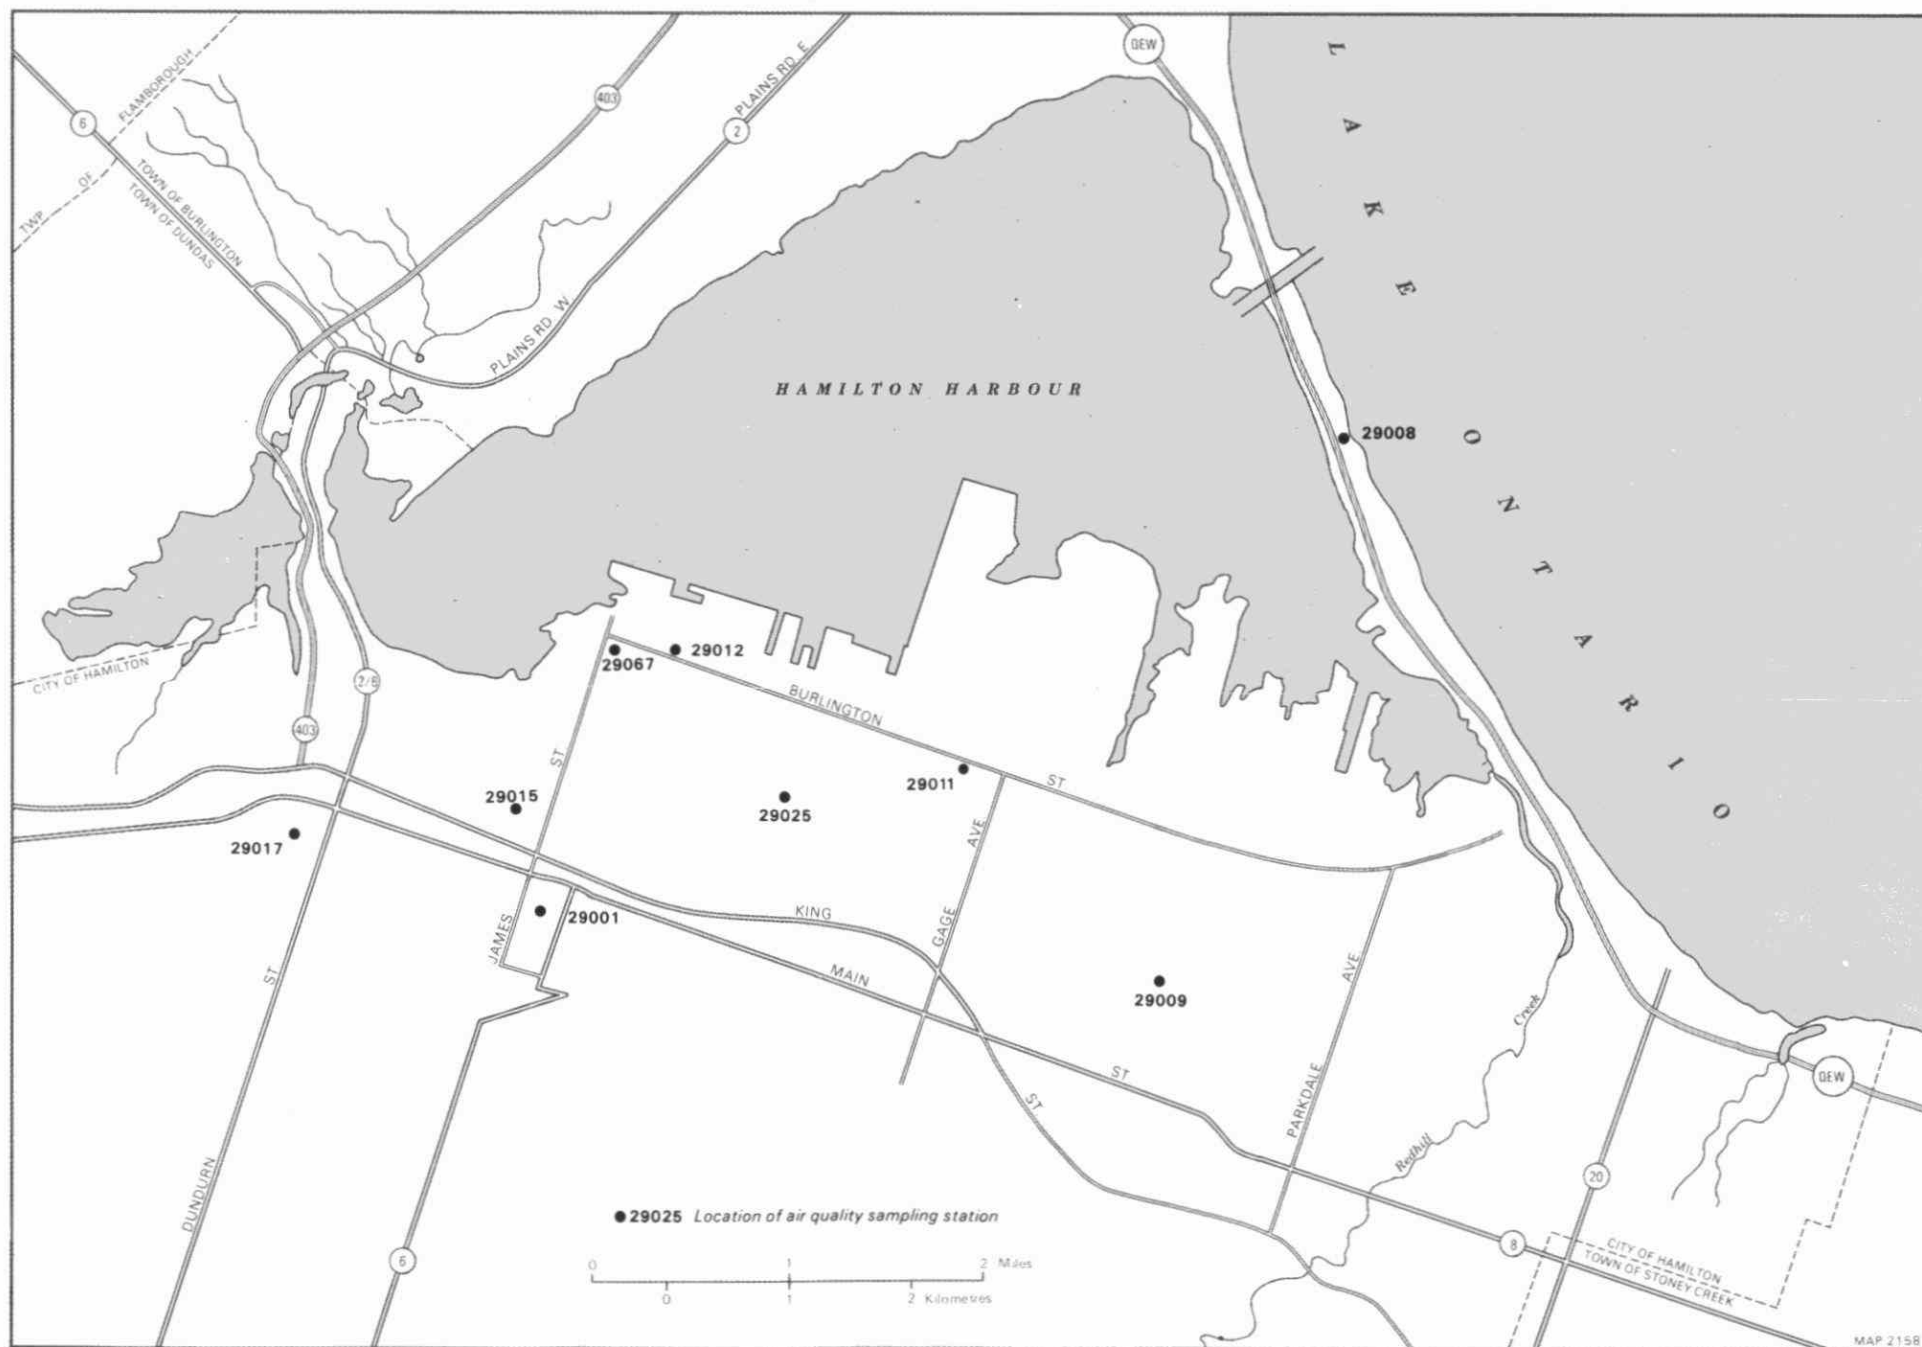 QEW
LAKE ONTARIO
FLAMBOROUGH
OF
TWP
6
403
PLAINS RD E
2
TOWN OF BURLINGTON
TOWN OF DUNDAS
PLAINS RD W
HAMILTON HARBOUR
29008
29067
29012
CITY OF HAMILTON
2/6
403
BURLINGTON
ST
ST
29015
29011
29025
29017
AVE
29001
KING
GAGE
JAMES
MAIN
ST
29009
AVE
Creek
ST
ST
PARKDALE
QEW
Redhill
DUNDURN
20
● 29025 Location of air quality sampling station
6
8
CITY OF HAMILTON
TOWN OF STONEY CREEK
0 1 2 Miles
0 1 2 Kilometres
MAP 2158